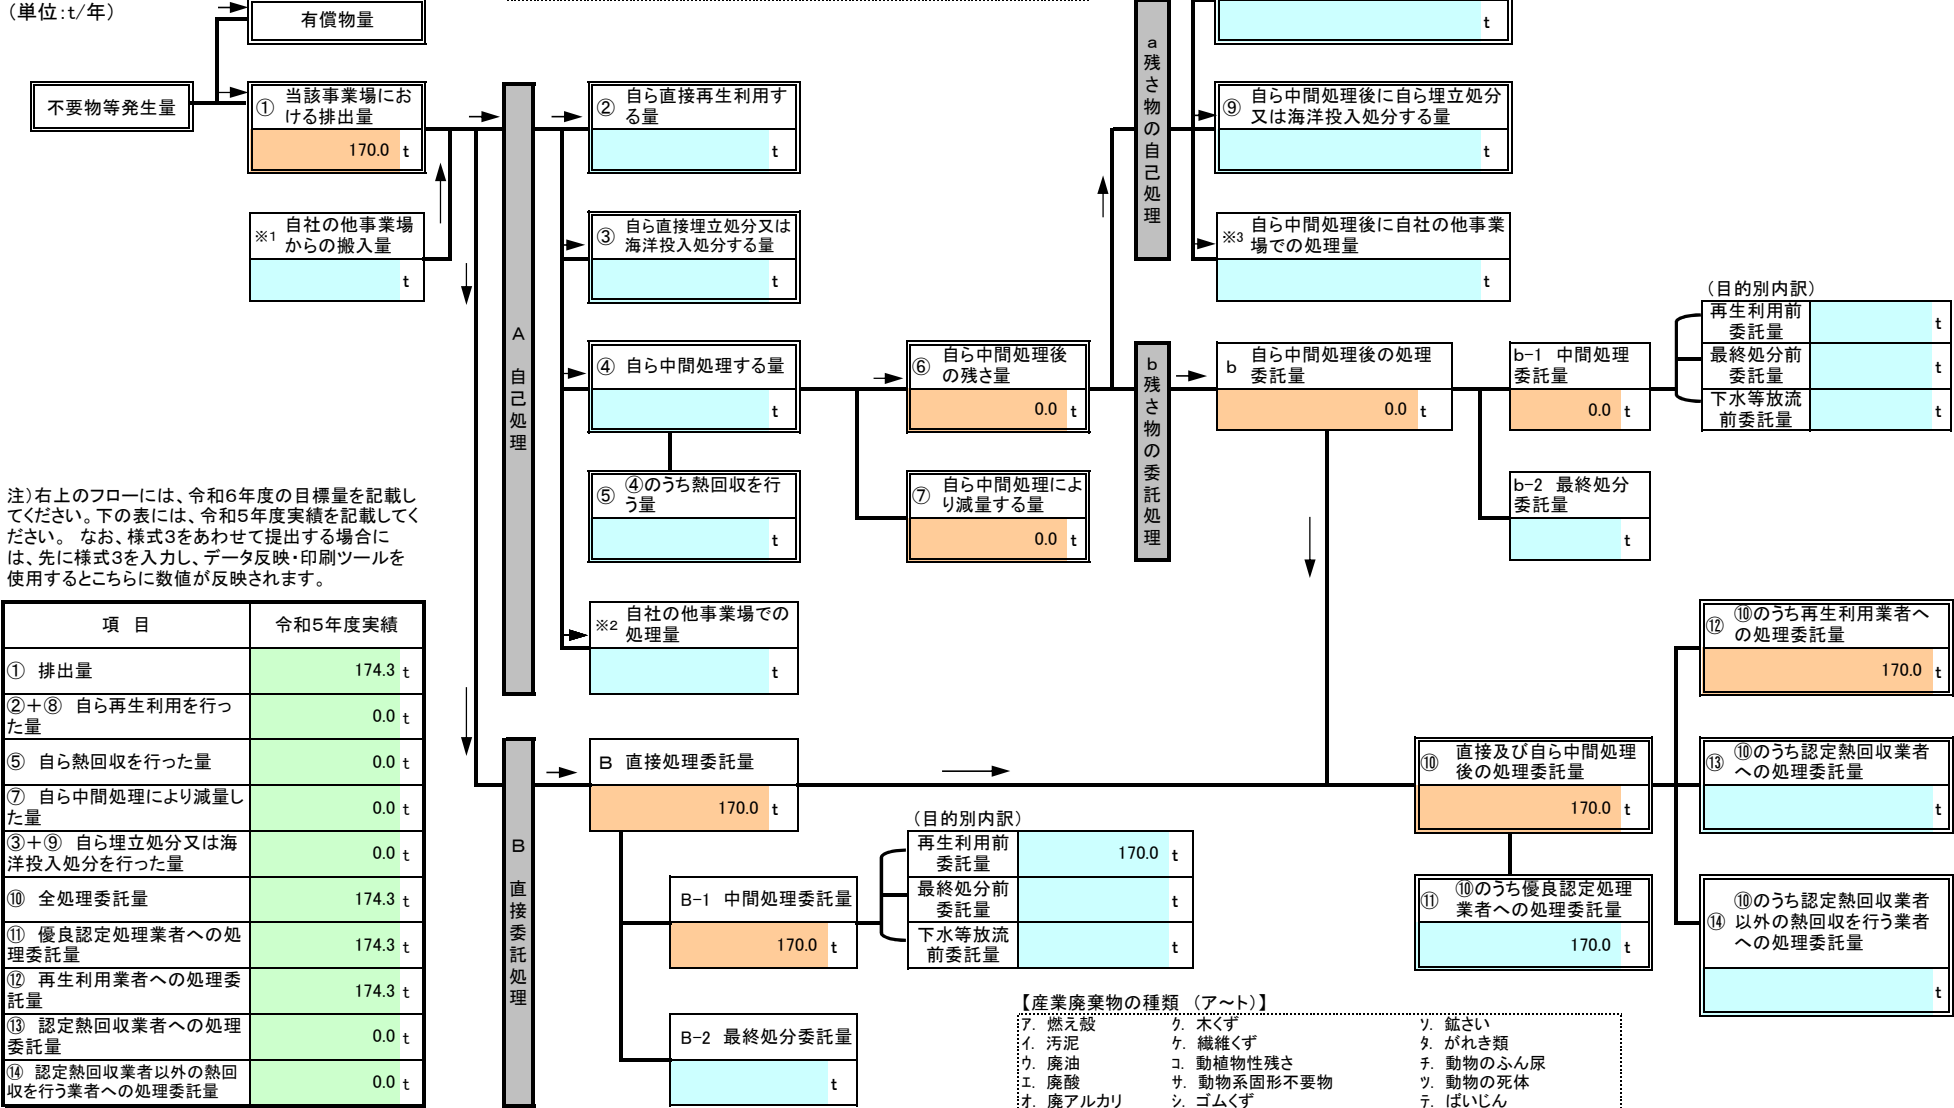 （単位:t/年）
有償物量
不要物等発生量
① 当該事業場にお
ける排出量
170.0 t
※1 自社の他事業場
からの搬入量
t
A 自己処理
② 自ら直接再生利用す
る量
t
③ 自ら直接埋立処分又は
海洋投入処分する量
t
④ 自ら中間処理する量
t
⑤ ④のうち熱回収を行
う量
t
※2 自社の他事業場での
処理量
t
⑥ 自ら中間処理後
の残さ量
0.0 t
⑦ 自ら中間処理によ
り減量する量
0.0 t
a残さ物の自己処理
t
⑨ 自ら中間処理後に自ら埋立処分
又は海洋投入処分する量
t
※3 自ら中間処理後に自社の他事業
場での処理量
t
b残さ物の委託処理
b 自ら中間処理後の処理
委託量
0.0 t
b-1 中間処理
委託量
0.0 t
b-2 最終処分
委託量
t
（目的別内訳）
再生利用前
委託量
t
最終処分前
委託量
t
下水等放流
前委託量
t
注）右上のフローには、令和６年度の目標量を記載し
てください。下の表には、令和５年度実績を記載してく
ださい。 なお、様式３をあわせて提出する場合に
は、先に様式３を入力し、データ反映・印刷ツールを
使用するとこちらに数値が反映されます。
項 目 令和５年度実績
① 排出量 174.3 t
②＋⑧ 自ら再生利用を行っ
た量
0.0 t
⑤ 自ら熱回収を行った量 0.0 t
⑦ 自ら中間処理により減量し
た量
0.0 t
③＋⑨ 自ら埋立処分又は海
洋投入処分を行った量
0.0 t
⑩ 全処理委託量 174.3 t
⑪ 優良認定処理業者への処
理委託量
174.3 t
⑫ 再生利用業者への処理委
託量
174.3 t
⑬ 認定熱回収業者への処理
委託量
0.0 t
⑭ 認定熱回収業者以外の熱回
収を行う業者への処理委託量
0.0 t
B 直接委託処理
B 直接処理委託量
170.0 t
B-1 中間処理委託量
170.0 t
B-2 最終処分委託量
t
（目的別内訳）
再生利用前
委託量
170.0 t
最終処分前
委託量
t
下水等放流
前委託量
t
⑩ 直接及び自ら中間処理
後の処理委託量
170.0 t
⑪ ⑩のうち優良認定処理
業者への処理委託量
170.0 t
⑫ ⑩のうち再生利用業者へ
の処理委託量
170.0 t
⑬ ⑩のうち認定熱回収業者
への処理委託量
t
⑭ ⑩のうち認定熱回収業者
以外の熱回収を行う業者
への処理委託量
t
【産業廃棄物の種類 （ア～ト）】
ｱ. 燃え殻 ｸ. 木くず ｿ. 鉱さい
ｲ. 汚泥 ｹ. 繊維くず ﾀ. がれき類
ｳ. 廃油 ｺ. 動植物性残さ ﾁ. 動物のふん尿
ｴ. 廃酸 ｻ. 動物系固形不要物 ﾂ. 動物の死体
ｵ. 廃アルカリ ｼ. ゴムくず ﾃ. ばいじん